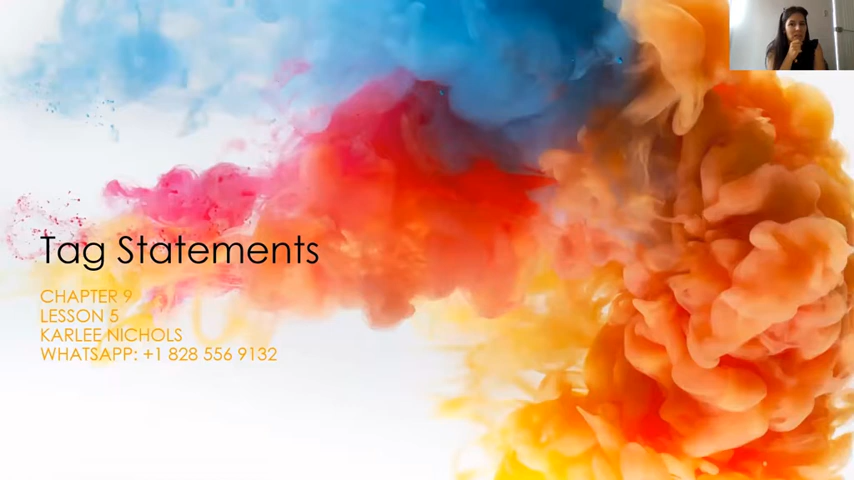 Tag Statements
CHAPTER 9
LESSON 5
KARLEE NICHOLS
WHATSAPP: +1 828 556 9132